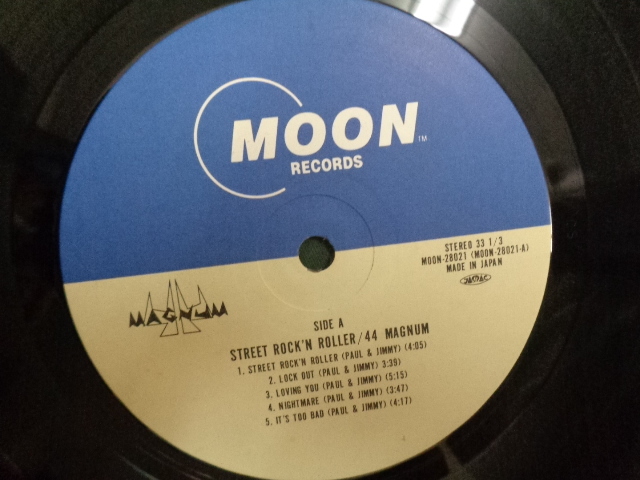 MOON™
RECORDS
STEREO 33 1/3
MOON-28021 (MOON-28021-A)
MADE IN JAPAN
JASRAC
44 MAGNUM
SIDE A
STREET ROCK'N ROLLER/44 MAGNUM
1. STREET ROCK'N ROLLER (PAUL & JIMMY) (4:05)
2. LOCK OUT (PAUL & JIMMY) 3:39)
3. LOVING YOU (PAUL & JIMMY) (5:15)
4. NIGHTMARE (PAUL & JIMMY) (3:47)
5. IT'S TOO BAD (PAUL & JIMMY) (4:17)